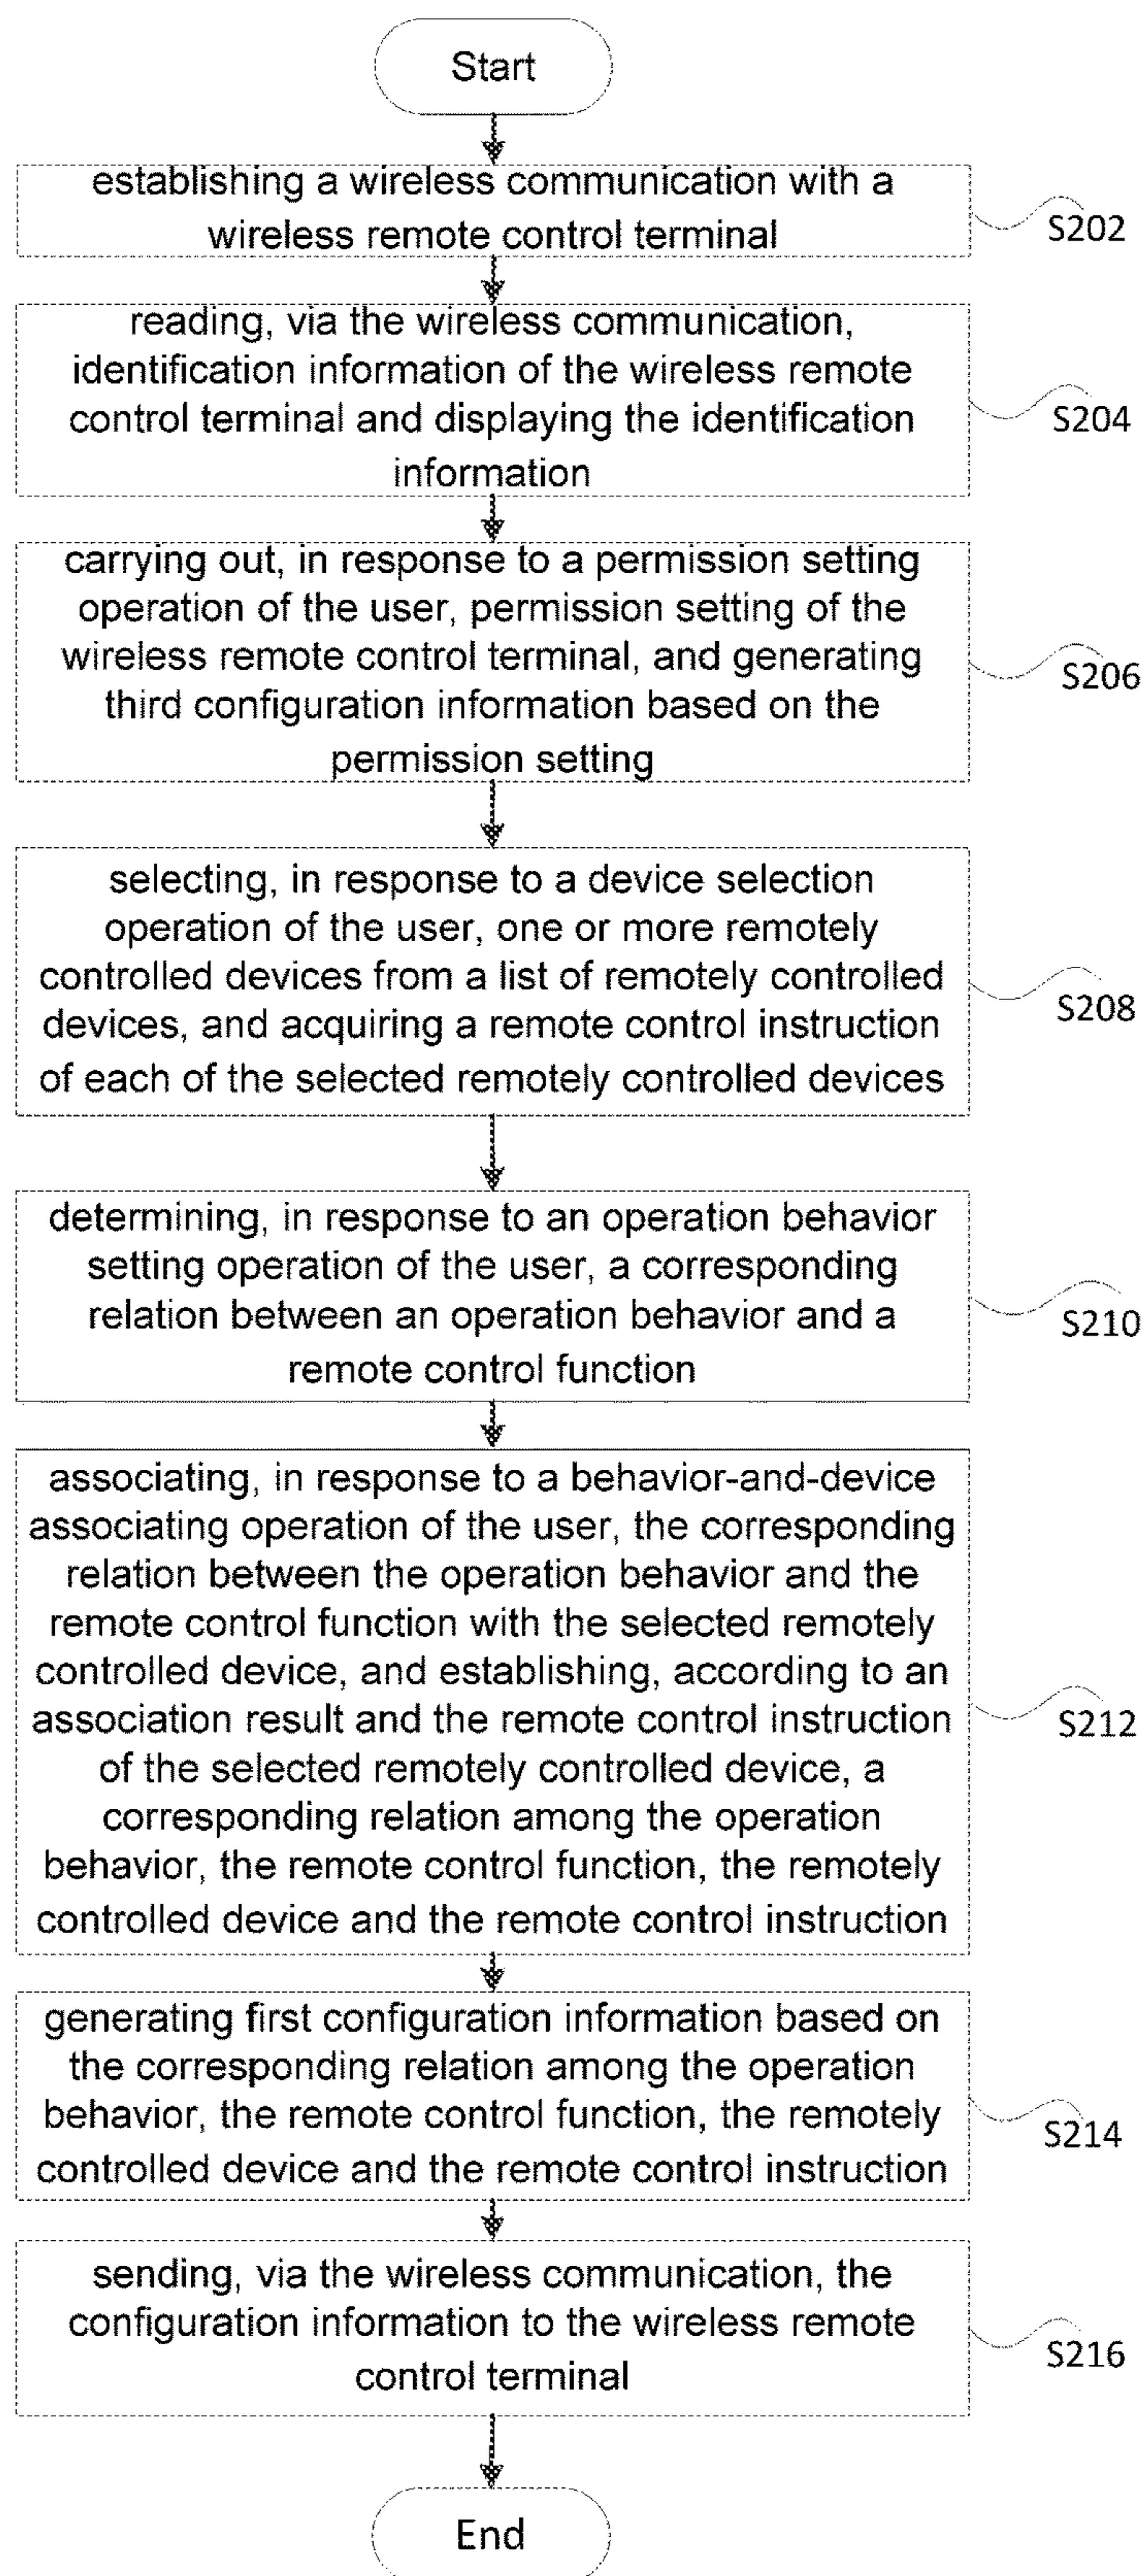 Start
establishing a wireless communication with a
wireless remote control terminal
S202
reading, via the wireless communication,
identification information of the wireless remote
control terminal and displaying the identification
information
S204
carrying out, in response to a permission setting
operation of the user, permission setting of the
wireless remote control terminal, and generating
third configuration information based on the
permission setting
S206
selecting, in response to a device selection
operation of the user, one or more remotely
controlled devices from a list of remotely controlled
devices, and acquiring a remote control instruction
of each of the selected remotely controlled devices
S208
determining, in response to an operation behavior
setting operation of the user, a corresponding
relation between an operation behavior and a
remote control function
S210
associating, in response to a behavior-and-device
associating operation of the user, the corresponding
relation between the operation behavior and the
remote control function with the selected remotely
controlled device, and establishing, according to an
association result and the remote control instruction
of the selected remotely controlled device, a
corresponding relation among the operation
behavior, the remote control function, the remotely
controlled device and the remote control instruction
S212
generating first configuration information based on
the corresponding relation among the operation
behavior, the remote control function, the remotely
controlled device and the remote control instruction
S214
sending, via the wireless communication, the
configuration information to the wireless remote
control terminal
S216
End